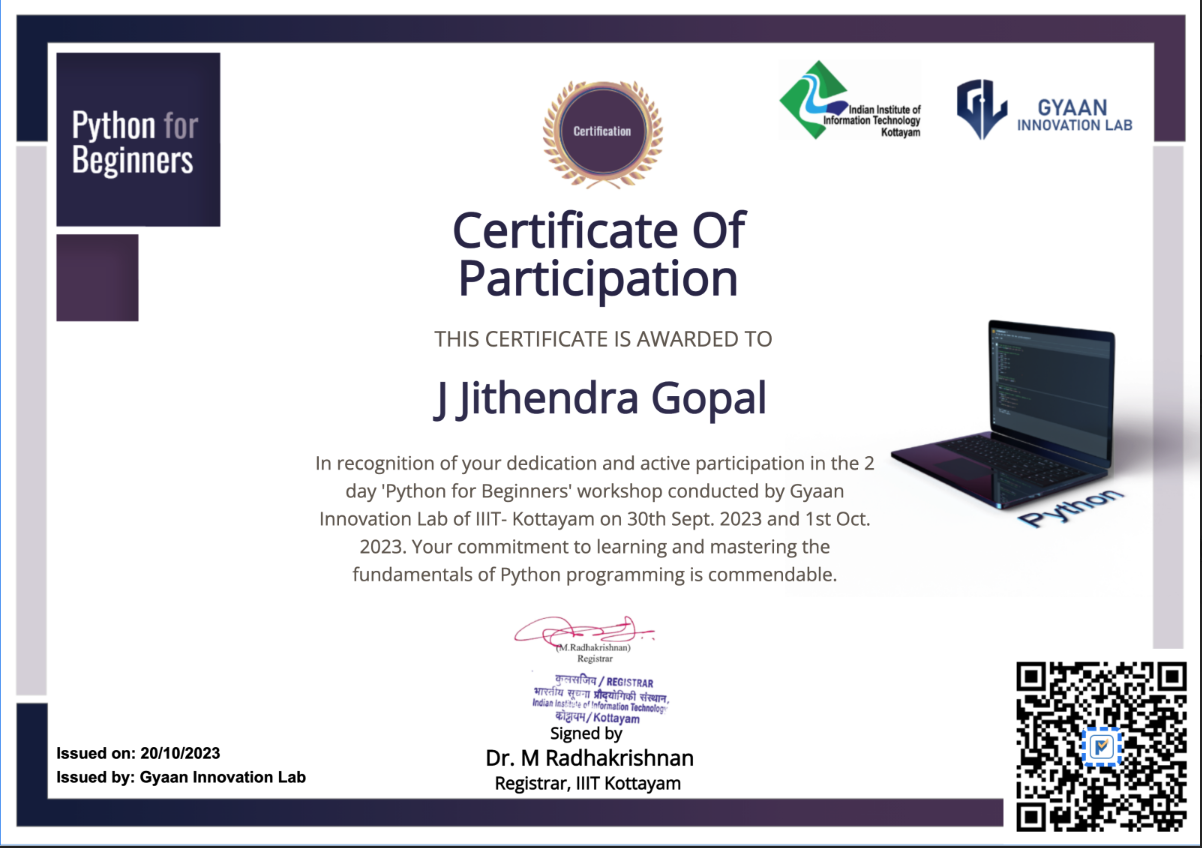 Python for
Beginners
Certification
Indian Institute of
Information Technology
Kottayam
GYAAN
INNOVATION LAB
Certificate Of
Participation
THIS CERTIFICATE IS AWARDED TO
J Jithendra Gopal
In recognition of your dedication and active participation in the 2
day 'Python for Beginners' workshop conducted by Gyaan
Innovation Lab of IIIT- Kottayam on 30th Sept. 2023 and 1st Oct.
2023. Your commitment to learning and mastering the
fundamentals of Python programming is commendable.
Python
(M.Radhakrishnan)
Registrar
कुलसचिव / REGISTRAR
भारतीय सूचना प्रौद्योगिकी संस्थान,
Indian Institute of Information Technology
कोट्टायम / Kottayam
Signed by
Dr. M Radhakrishnan
Registrar, IIIT Kottayam
Issued on: 20/10/2023
Issued by: Gyaan Innovation Lab